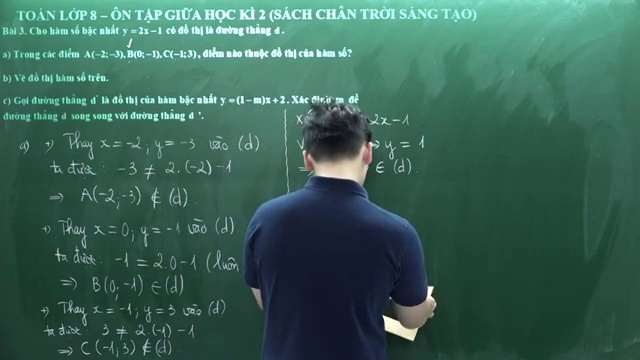 TOÁN LỚP 8 – ÔN TẬP GIỮA HỌC KÌ 2 (SÁCH CHÂN TRỜI SÁNG TẠO)
Bài 3. Cho hàm số bậc nhất y = 2x – 1 có đồ thị là đường thẳng d.
a) Trong các điểm A(–2; –3), B(0; –1), C(–1; 3), điểm nào thuộc đồ thị của hàm số?
b) Vẽ đồ thị hàm số trên.
c) Gọi đường thẳng d' là đồ thị của hàm bậc nhất y = (1 – m)x + 2. Xác định m để
đường thẳng d song song với đường thẳng d '.
a) +) Thay x = -2; y = -3 vào (d)
ta được: -3 ≠ 2.(-2) -1
⇒ A(-2;-3) ∉ (d).
+) Thay x = 0; y = -1 vào (d)
ta được: -1 = 2.0 -1 (luôn
⇒ B(0;-1) ∈ (d)
+) Thay x = -1; y = 3 vào (d)
ta được: 3 ≠ 2.(-1) -1
⇒ C(-1;3) ∉ (d)
2x-1
⇒ y = 1
∈ (d).